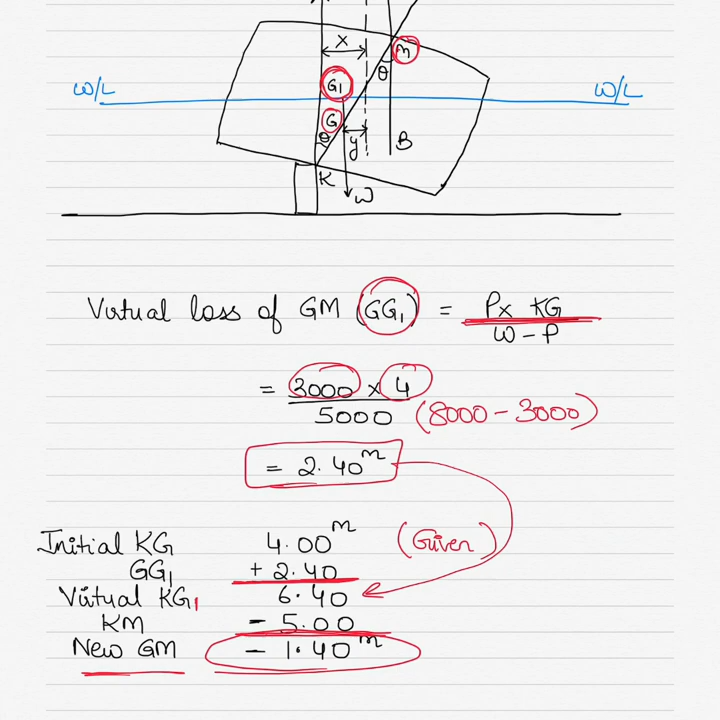 x
M
W/L
G1
θ
W/L
G
θ
y
B
K
W
Virtual loss of GM (GG1) = P x KG
W - P
= 3000 x 4
5000 (8000 - 3000)
= 2.40m
Initial KG 4.00m (Given)
GG1 + 2.40
Virtual KG1 6.40
KM - 5.00
New GM - 1.40m